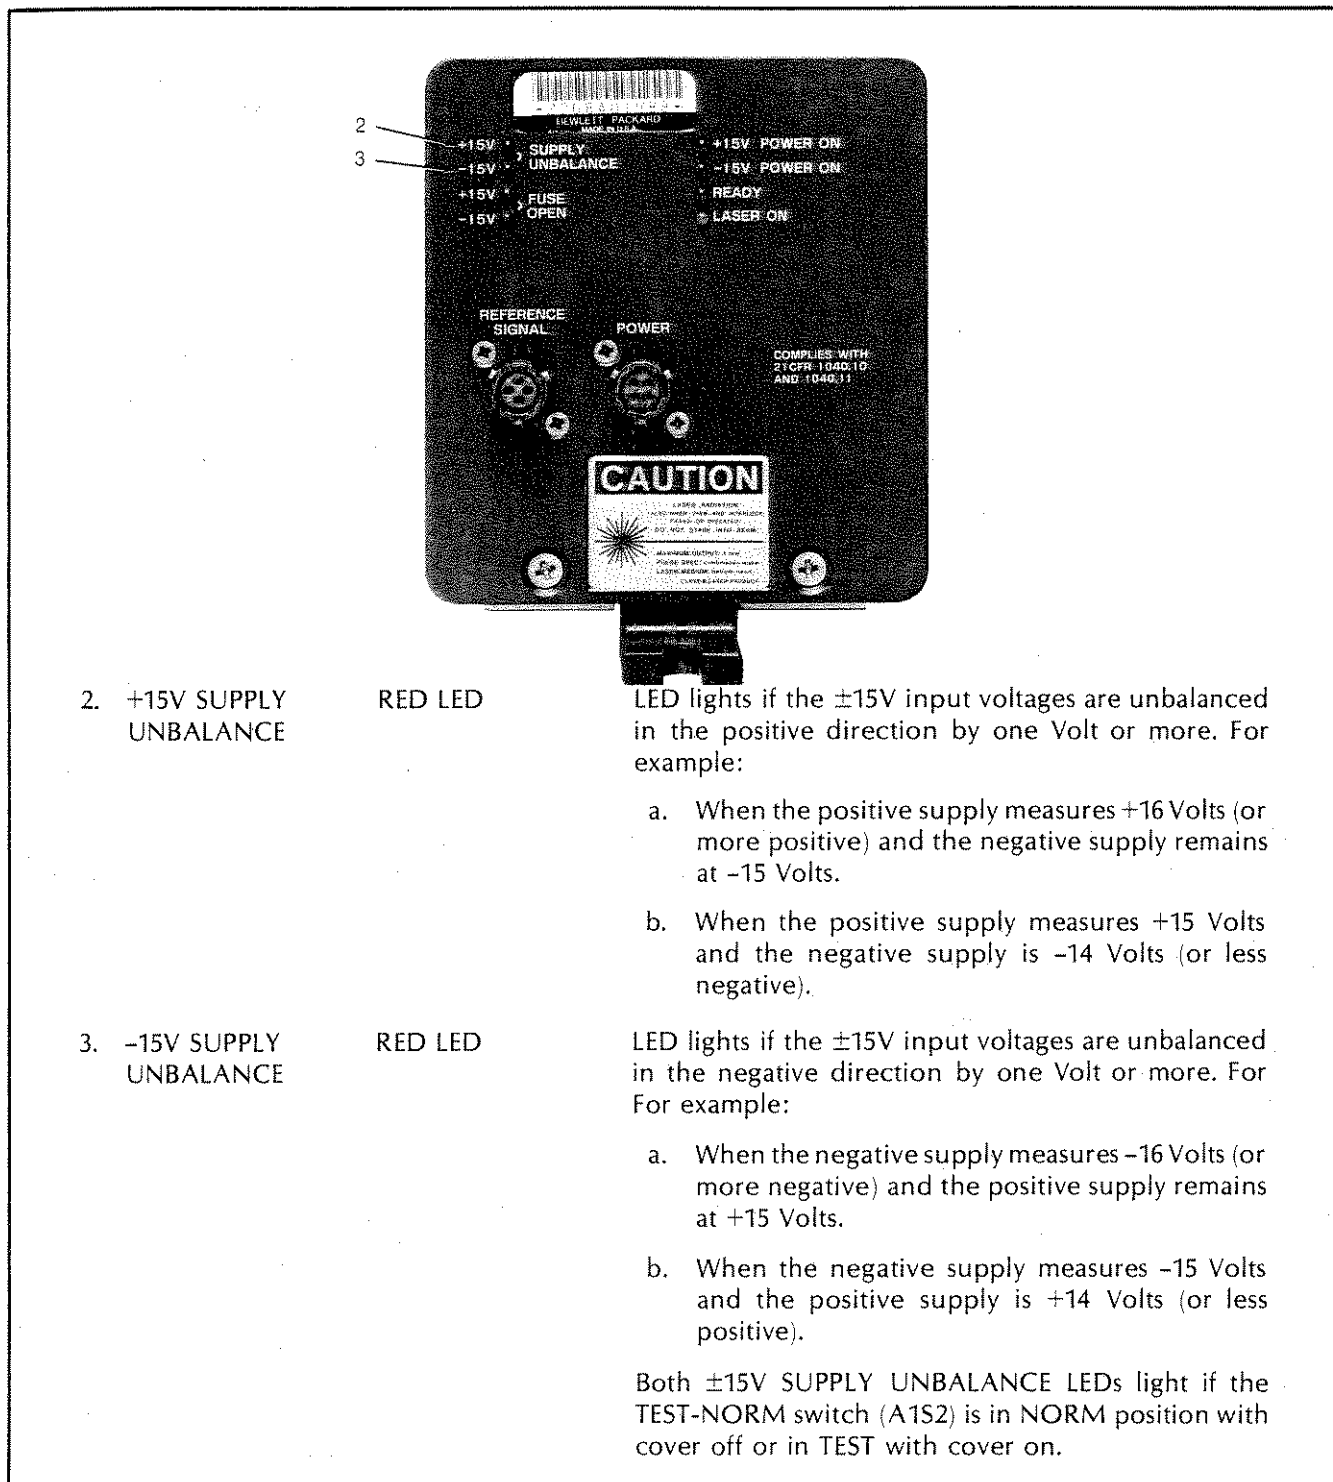 HEWLETT PACKARD
MADE IN U.S.A.
2
3
+15V
-15V
SUPPLY
UNBALANCE
+15V
-15V
FUSE
OPEN
+15V POWER ON
-15V POWER ON
READY
LASER ON
REFERENCE
SIGNAL
POWER
COMPLIES WITH
21CFR 1040.10
AND 1040.11
CAUTION
2. +15V SUPPLY
UNBALANCE
RED LED
LED lights if the ±15V input voltages are unbalanced
in the positive direction by one Volt or more. For
example:
a. When the positive supply measures +16 Volts (or
more positive) and the negative supply remains
at -15 Volts.
b. When the positive supply measures +15 Volts
and the negative supply is -14 Volts (or less
negative).
3. -15V SUPPLY
UNBALANCE
RED LED
LED lights if the ±15V input voltages are unbalanced
in the negative direction by one Volt or more. For
For example:
a. When the negative supply measures -16 Volts (or
more negative) and the positive supply remains
at +15 Volts.
b. When the negative supply measures -15 Volts
and the positive supply is +14 Volts (or less
positive).
Both ±15V SUPPLY UNBALANCE LEDs light if the
TEST-NORM switch (A1S2) is in NORM position with
cover off or in TEST with cover on.